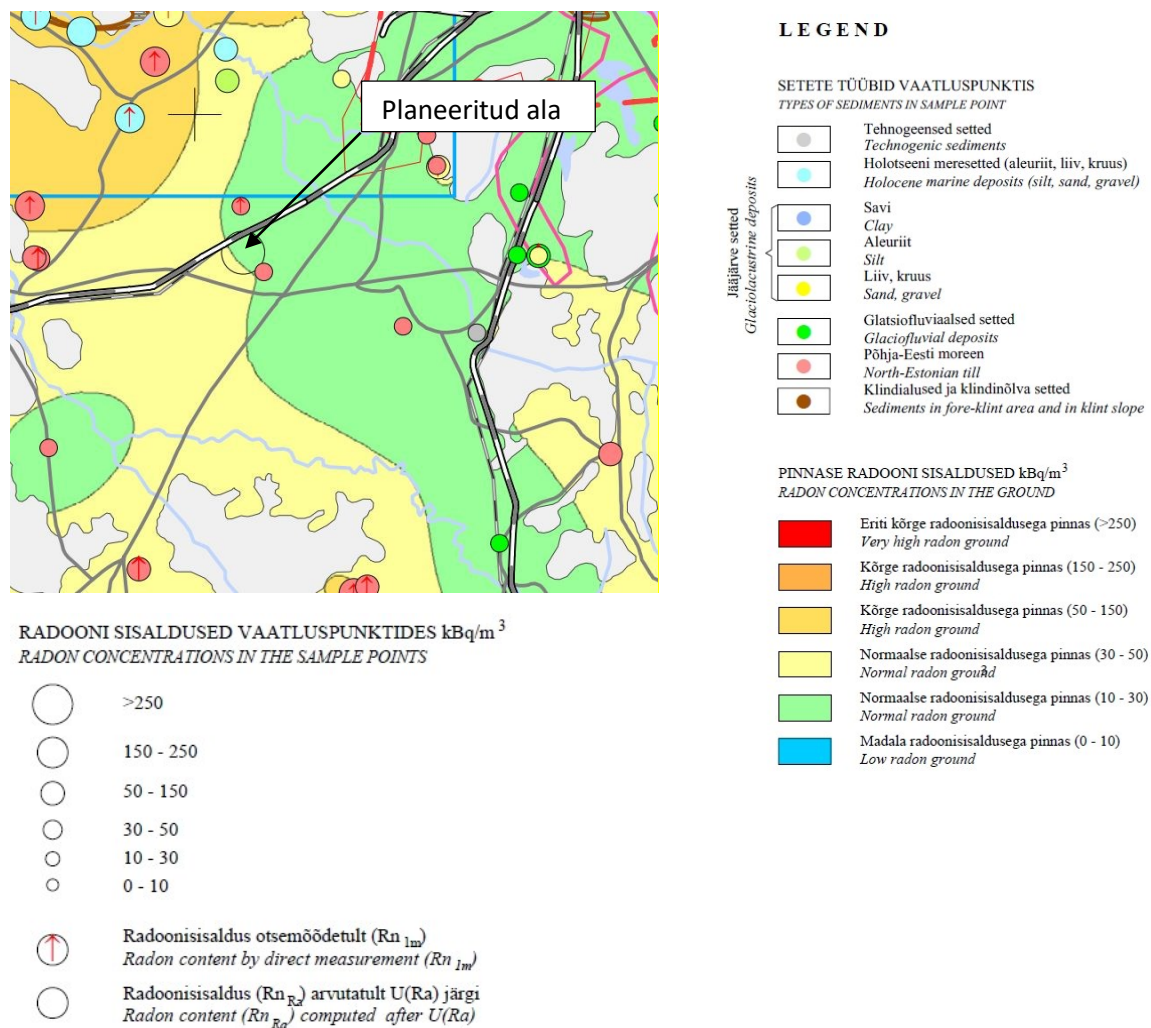 Planeeritud ala
LEGEND
SETETE TÜÜBID VAATLUSPUNKTIS
TYPES OF SEDIMENTS IN SAMPLE POINT
Tehnogeensed setted
Technogenic sediments
Holotseeni meresetted (aleuriit, liiv, kruus)
Holocene marine deposits (silt, sand, gravel)
Jääjärve setted
Glaciolacustrine deposits
Savi
Clay
Aleuriit
Silt
Liiv, kruus
Sand, gravel
Glatsiofluviaalsed setted
Glaciofluvial deposits
Põhja-Eesti moreen
North-Estonian till
Klindialused ja klindinõlva setted
Sediments in fore-klint area and in klint slope
PINNASE RADOONI SISALDUSED kBq/m³
RADON CONCENTRATIONS IN THE GROUND
Eriti kõrge radoonisisaldusega pinnas (>250)
Very high radon ground
Kõrge radoonisisaldusega pinnas (150 - 250)
High radon ground
Kõrge radoonisisaldusega pinnas (50 - 150)
High radon ground
Normaalse radoonisisaldusega pinnas (30 - 50)
Normal radon ground
Normaalse radoonisisaldusega pinnas (10 - 30)
Normal radon ground
Madala radoonisisaldusega pinnas (0 - 10)
Low radon ground
RADOONI SISALDUSED VAATLUSPUNKTIDES kBq/m³
RADON CONCENTRATIONS IN THE SAMPLE POINTS
>250
150 - 250
50 - 150
30 - 50
10 - 30
0 - 10
Radoonisisaldus otsemõõdetult (Rn 1m)
Radon content by direct measurement (Rn 1m)
Radoonisisaldus (Rn Ra) arvutatult U(Ra) järgi
Radon content (Rn Ra) computed after U(Ra)